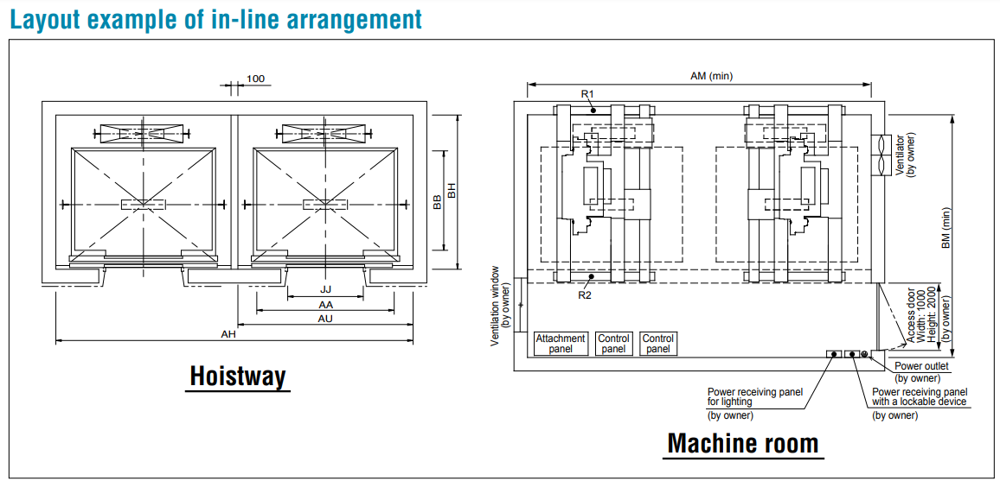 Layout example of in-line arrangement
100
BB
BH
JJ
AA
AU
AH
Hoistway
AM (min)
R1
Ventilator
(by owner)
BM (min)
R2
Ventilation window
(by owner)
Access door
Width: 1000
Height: 2000
(by owner)
Attachment
panel
Control
panel
Control
panel
Power outlet
(by owner)
Power receiving panel
for lighting
(by owner)
Power receiving panel
with a lockable device
(by owner)
Machine room